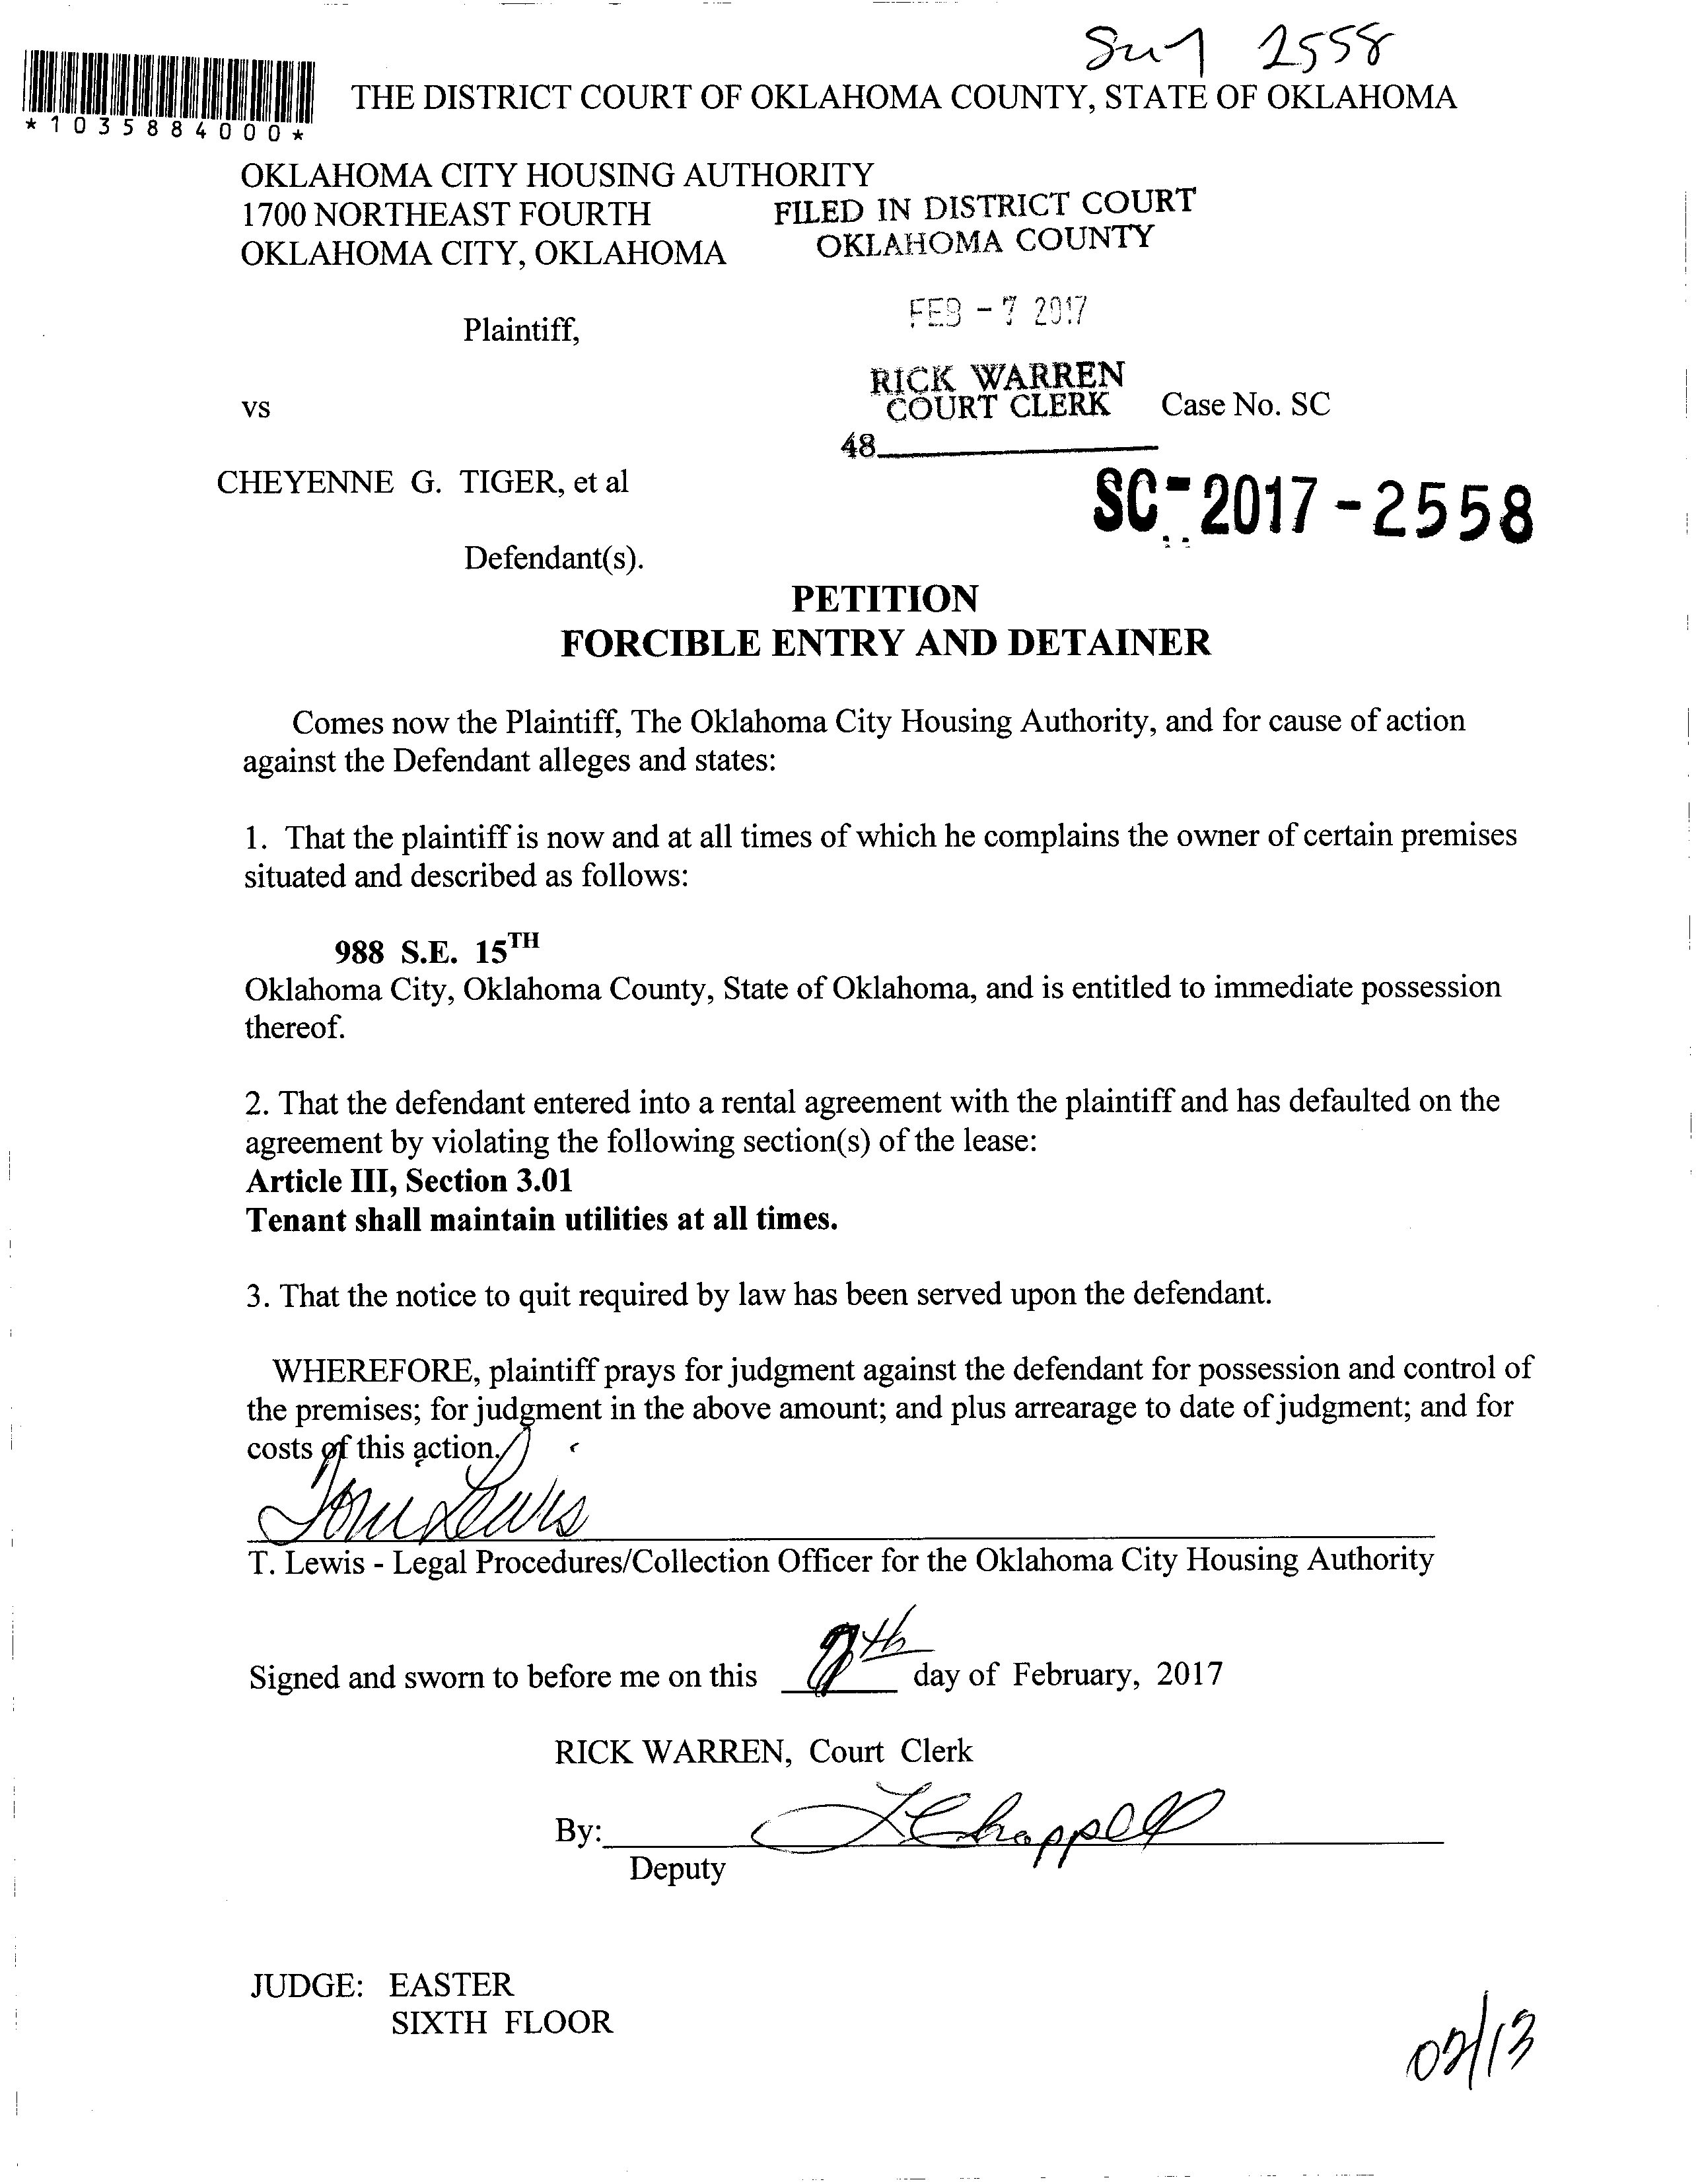 2558
*1035884000*
THE DISTRICT COURT OF OKLAHOMA COUNTY, STATE OF OKLAHOMA
OKLAHOMA CITY HOUSING AUTHORITY
1700 NORTHEAST FOURTH
OKLAHOMA CITY, OKLAHOMA
FILED IN DISTRICT COURT
OKLAHOMA COUNTY
FEB - 7 2017
Plaintiff,
RICK WARREN
COURT CLERK
vs
Case No. SC
48
CHEYENNE G. TIGER, et al
SC-2017-2558
Defendant(s).
PETITION
FORCIBLE ENTRY AND DETAINER
Comes now the Plaintiff, The Oklahoma City Housing Authority, and for cause of action
against the Defendant alleges and states:
1. That the plaintiff is now and at all times of which he complains the owner of certain premises
situated and described as follows:
988 S.E. 15TH
Oklahoma City, Oklahoma County, State of Oklahoma, and is entitled to immediate possession
thereof.
2. That the defendant entered into a rental agreement with the plaintiff and has defaulted on the
agreement by violating the following section(s) of the lease:
Article III, Section 3.01
Tenant shall maintain utilities at all times.
3. That the notice to quit required by law has been served upon the defendant.
WHEREFORE, plaintiff prays for judgment against the defendant for possession and control of
the premises; for judgment in the above amount; and plus arrearage to date of judgment; and for
costs of this action.
Lewis
T. Lewis - Legal Procedures/Collection Officer for the Oklahoma City Housing Authority
Signed and sworn to before me on this 7th day of February, 2017
RICK WARREN, Court Clerk
By: Chappell
Deputy
JUDGE: EASTER
SIXTH FLOOR
02/13